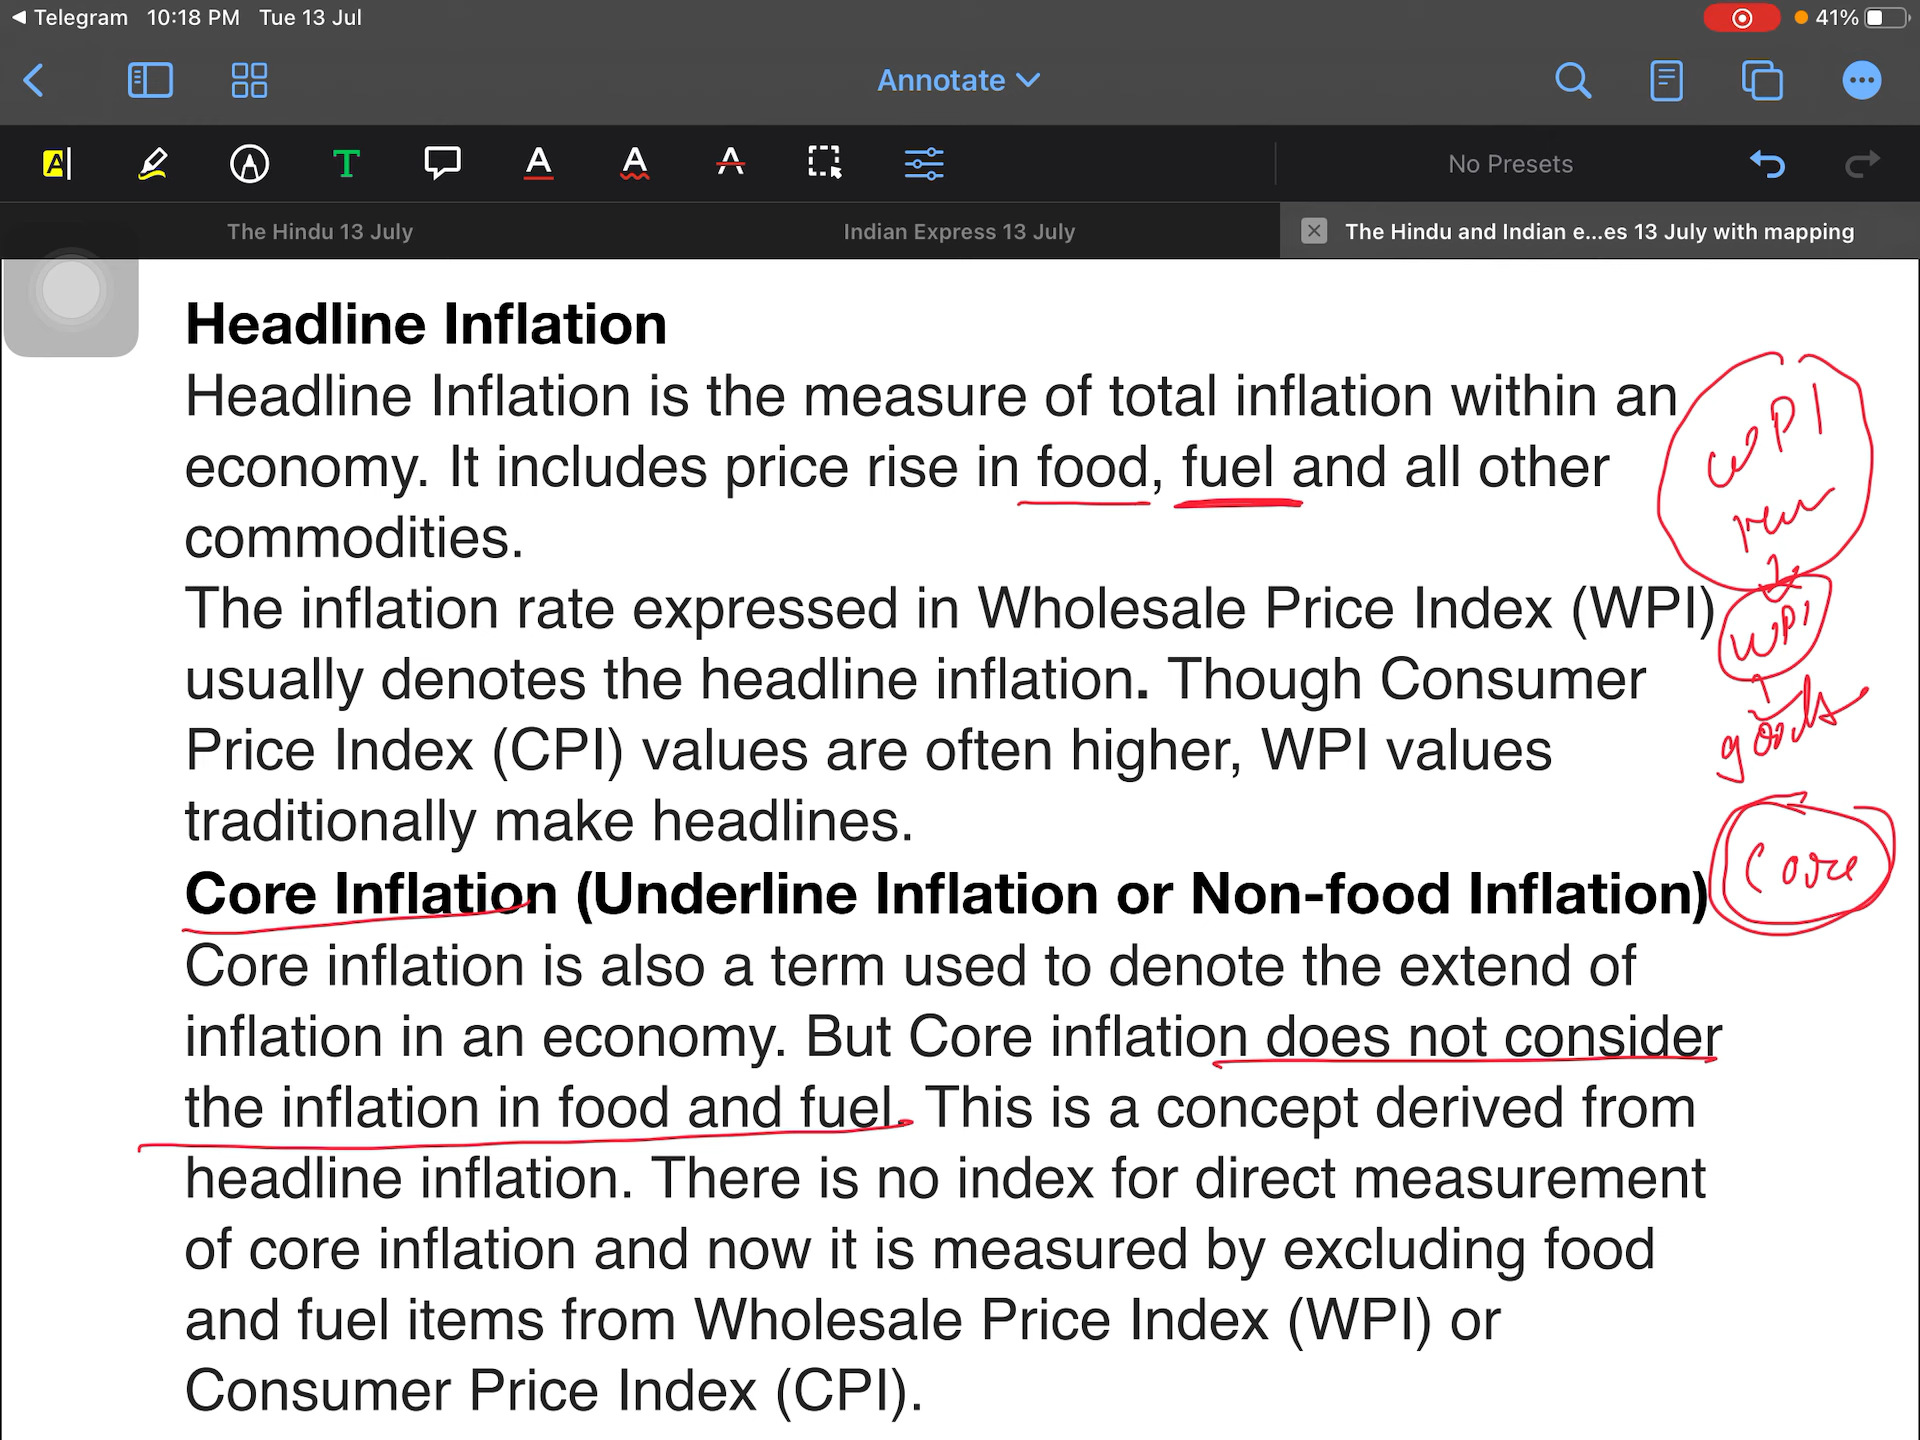 Telegram 10:18 PM Tue 13 Jul 41%
Annotate
A A T A A A No Presets
The Hindu 13 July Indian Express 13 July The Hindu and Indian e...es 13 July with mapping
Headline Inflation
Headline Inflation is the measure of total inflation within an
economy. It includes price rise in food, fuel and all other
commodities.
The inflation rate expressed in Wholesale Price Index (WPI)
usually denotes the headline inflation. Though Consumer
Price Index (CPI) values are often higher, WPI values
traditionally make headlines.
Core Inflation (Underline Inflation or Non-food Inflation)
Core inflation is also a term used to denote the extend of
inflation in an economy. But Core inflation does not consider
the inflation in food and fuel. This is a concept derived from
headline inflation. There is no index for direct measurement
of core inflation and now it is measured by excluding food
and fuel items from Wholesale Price Index (WPI) or
Consumer Price Index (CPI).
WPI
WPI
goods
Core